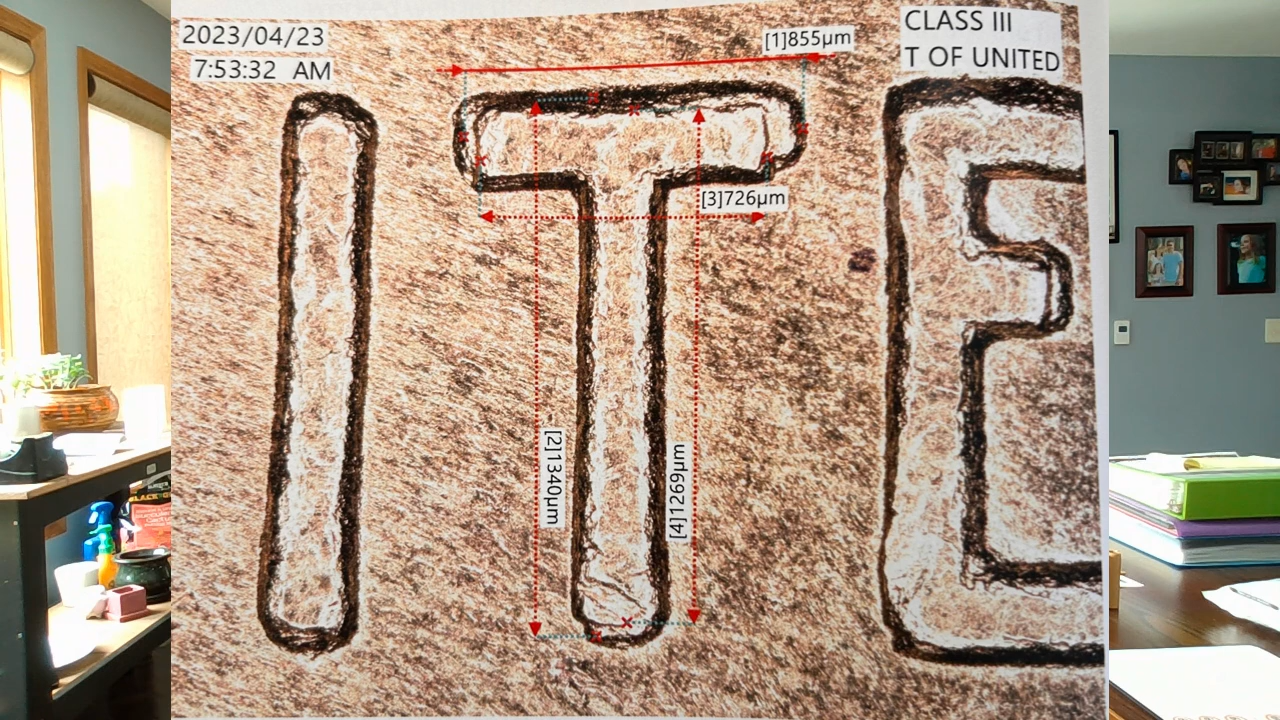 2023/04/23
7:53:32 AM
[1]855µm
CLASS III
T OF UNITED
ITE
[3]726µm
[2]1340µm
[4]1269µm